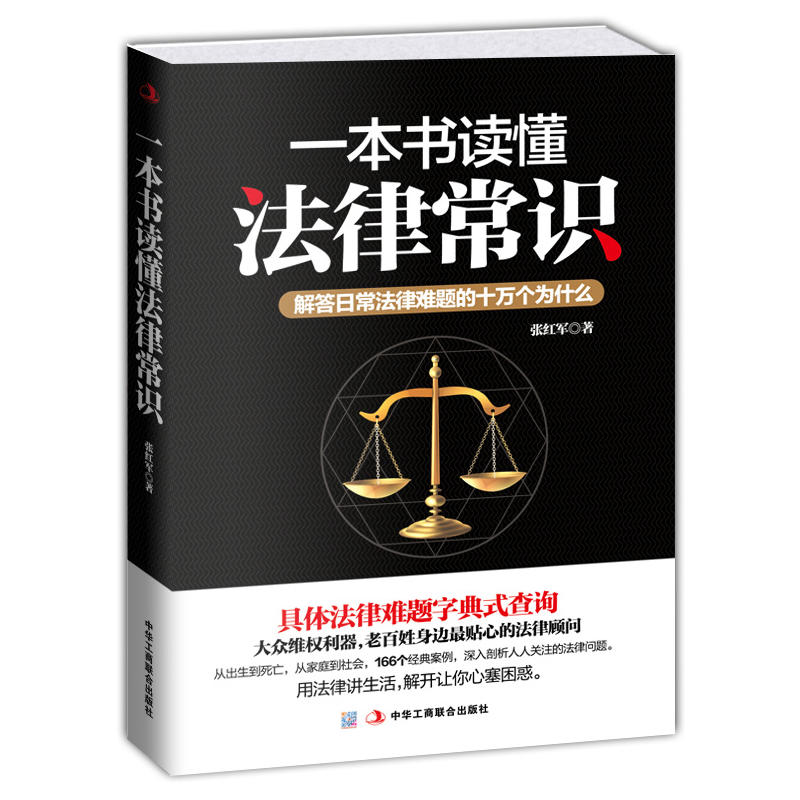 一本书读懂
法律常识
解答日常法律难题的十万个为什么
张红军◎著
具体法律难题字典式查询
大众维权利器,老百姓身边最贴心的法律顾问
从出生到死亡，从家庭到社会，166个经典案例，深入剖析人人关注的法律问题。
用法律讲生活,解开让你心塞困惑。
中华工商联合出版社
一本书读懂法律常识
张红军◎著
中华工商联合出版社